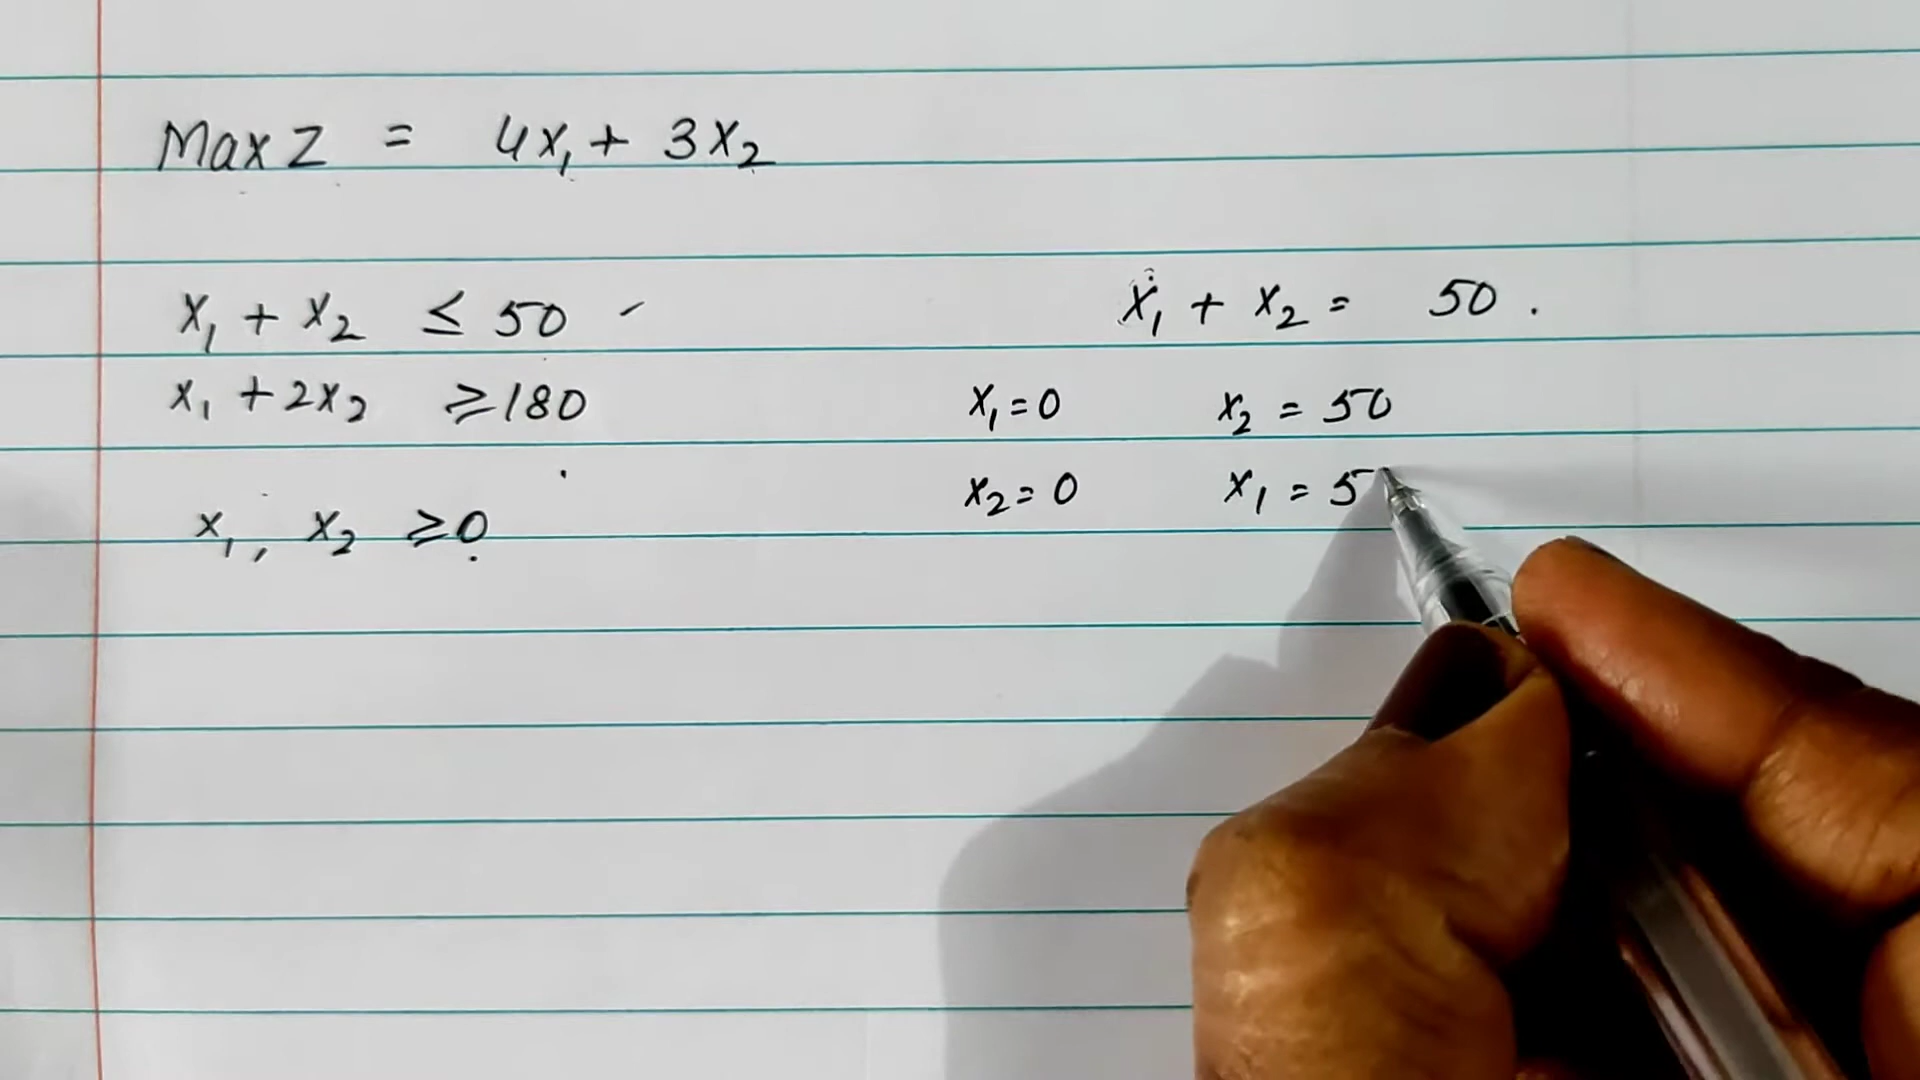 Max Z = 4x₁ + 3x₂
x₁ + x₂ ≤ 50
x₁ + 2x₂ ≥ 180
x₁, x₂ ≥ 0
x₁ + x₂ = 50.
x₁ = 0 x₂ = 50
x₂ = 0 x₁ = 5